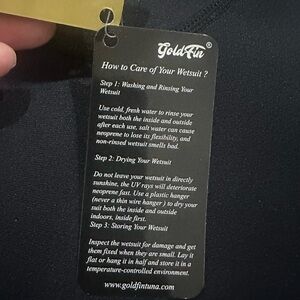 GoldFin®
How to Care of Your Wetsuit ?
Step 1: Washing and Rinsing Your
Wetsuit
Use cold, fresh water to rinse your
wetsuit both the inside and outside
after each use, salt water can cause
neoprene to lose its flexibility, and
non-rinsed wetsuit smells bad.
Step 2: Drying Your Wetsuit
Do not leave your wetsuit in directly
sunshine, the UV rays will deteriorate
neoprene fast. Use a plastic hanger
(never a thin wire hanger ) to dry your
suit both the inside and outside
indoors, inside first.
Step 3: Storing Your Wetsuit
Inspect the wetsuit for damage and get
them fixed when they are small. Lay it
flat or hang it in half and store it in a
temperature-controlled environment.
www.goldfintuna.com